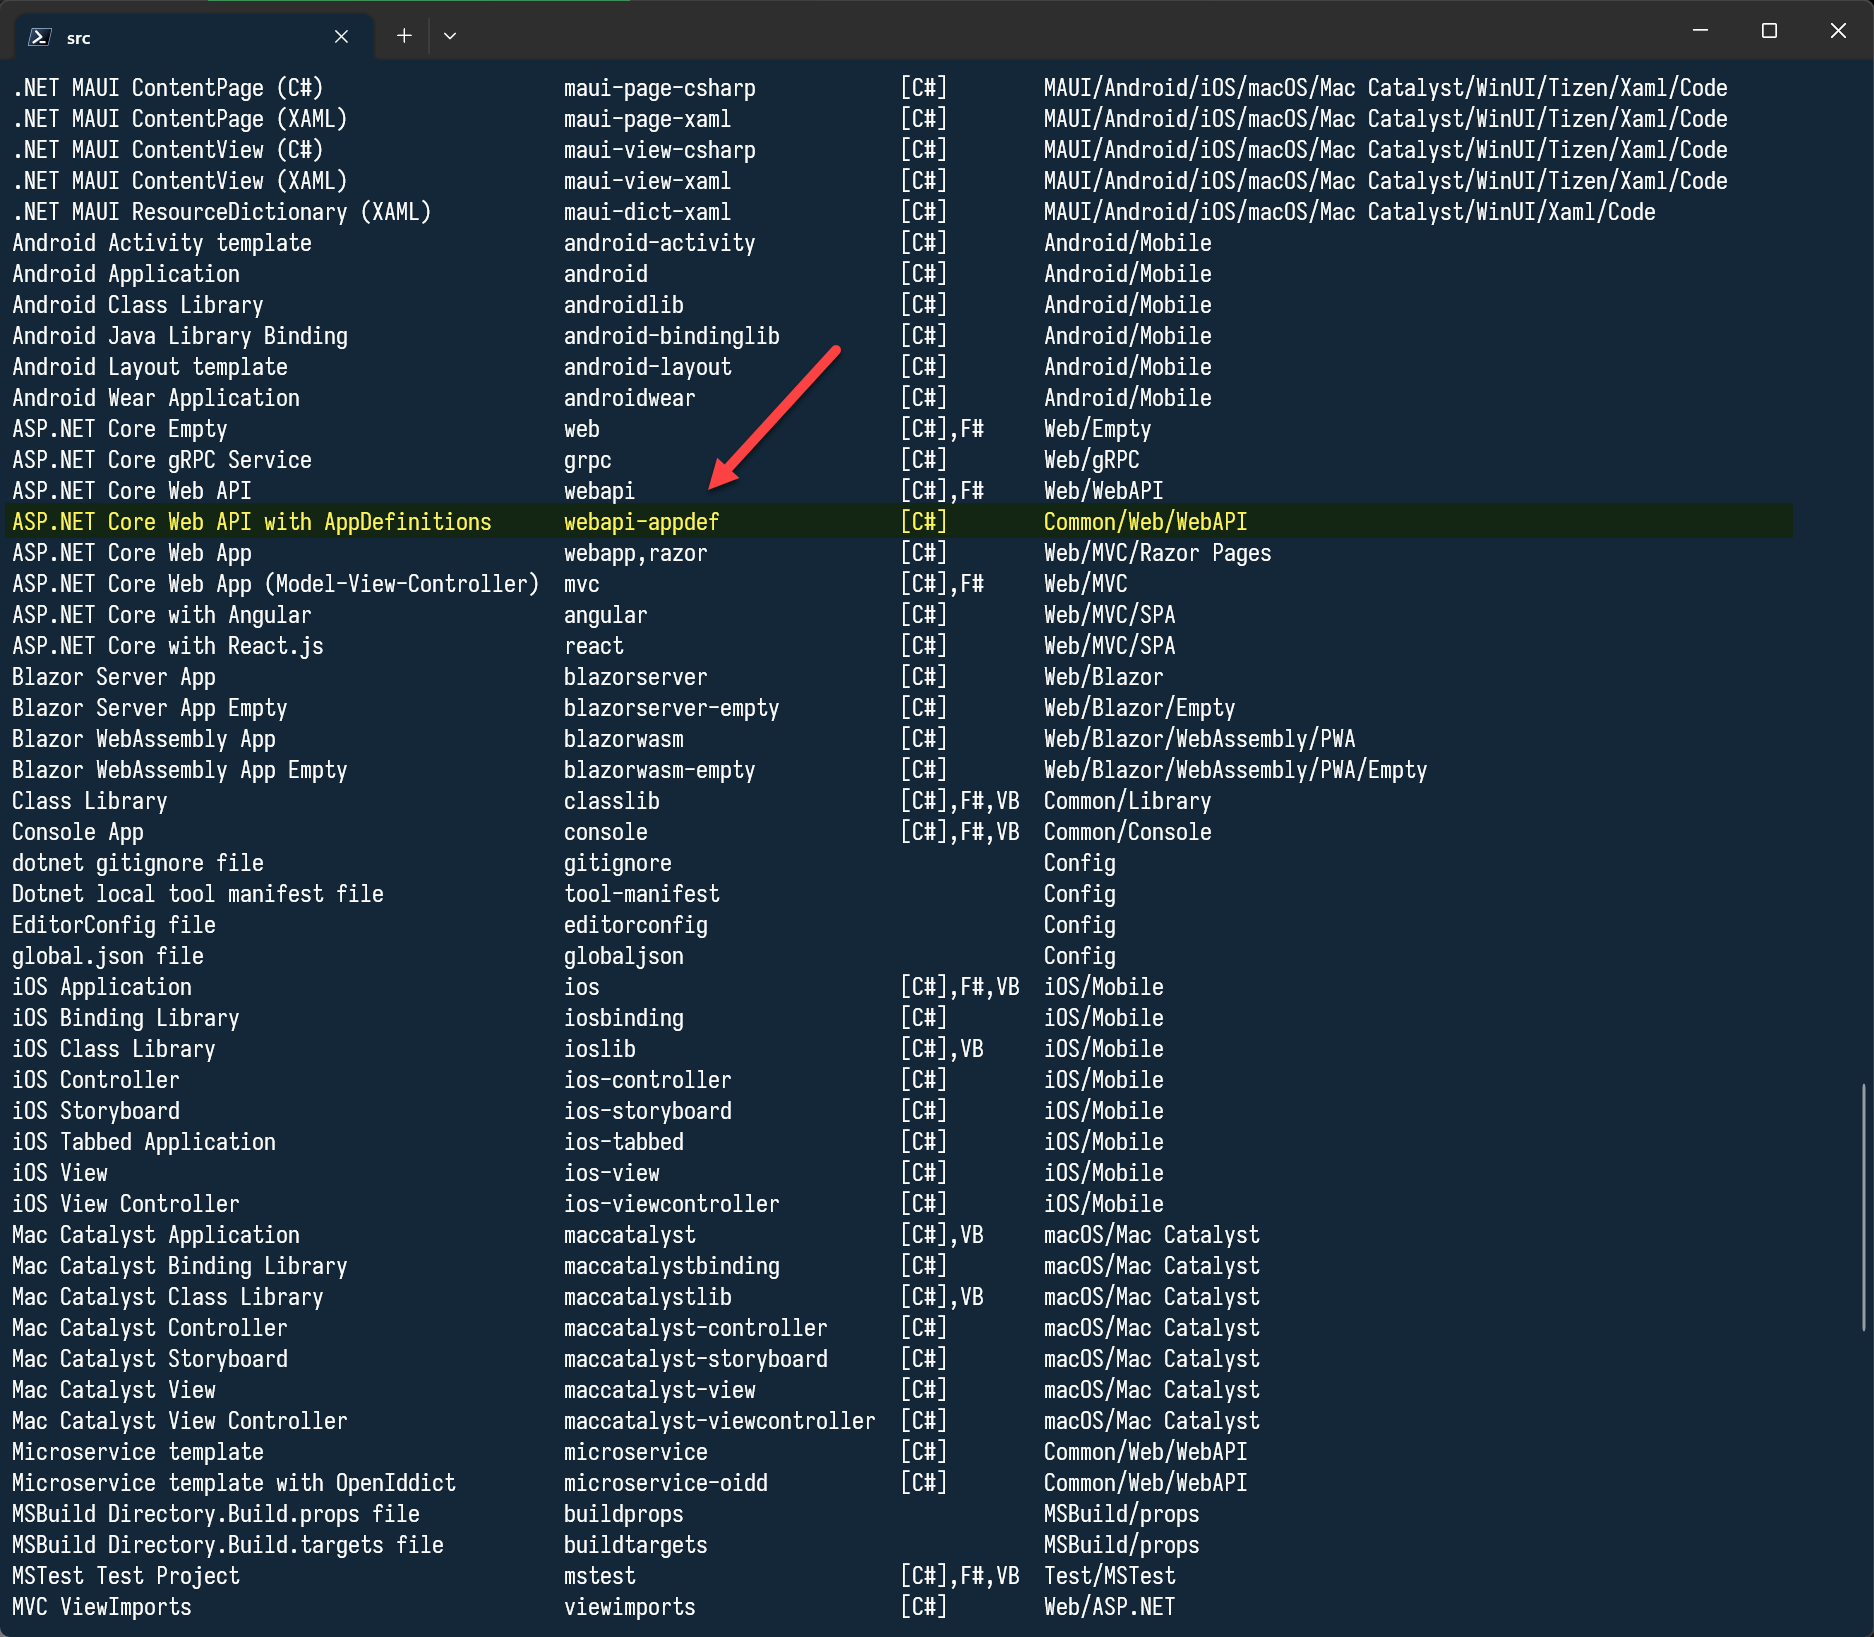 src
.NET MAUI ContentPage (C#) maui-page-csharp [C#] MAUI/Android/iOS/macOS/Mac Catalyst/WinUI/Tizen/Xaml/Code
.NET MAUI ContentPage (XAML) maui-page-xaml [C#] MAUI/Android/iOS/macOS/Mac Catalyst/WinUI/Tizen/Xaml/Code
.NET MAUI ContentView (C#) maui-view-csharp [C#] MAUI/Android/iOS/macOS/Mac Catalyst/WinUI/Tizen/Xaml/Code
.NET MAUI ContentView (XAML) maui-view-xaml [C#] MAUI/Android/iOS/macOS/Mac Catalyst/WinUI/Tizen/Xaml/Code
.NET MAUI ResourceDictionary (XAML) maui-dict-xaml [C#] MAUI/Android/iOS/macOS/Mac Catalyst/WinUI/Xaml/Code
Android Activity template android-activity [C#] Android/Mobile
Android Application android [C#] Android/Mobile
Android Class Library androidlib [C#] Android/Mobile
Android Java Library Binding android-bindinglib [C#] Android/Mobile
Android Layout template android-layout [C#] Android/Mobile
Android Wear Application androidwear [C#] Android/Mobile
ASP.NET Core Empty web [C#],F# Web/Empty
ASP.NET Core gRPC Service grpc [C#] Web/gRPC
ASP.NET Core Web API webapi [C#],F# Web/WebAPI
ASP.NET Core Web API with AppDefinitions webapi-appdef [C#] Common/Web/WebAPI
ASP.NET Core Web App webapp,razor [C#] Web/MVC/Razor Pages
ASP.NET Core Web App (Model-View-Controller) mvc [C#],F# Web/MVC
ASP.NET Core with Angular angular [C#] Web/MVC/SPA
ASP.NET Core with React.js react [C#] Web/MVC/SPA
Blazor Server App blazorserver [C#] Web/Blazor
Blazor Server App Empty blazorserver-empty [C#] Web/Blazor/Empty
Blazor WebAssembly App blazorwasm [C#] Web/Blazor/WebAssembly/PWA
Blazor WebAssembly App Empty blazorwasm-empty [C#] Web/Blazor/WebAssembly/PWA/Empty
Class Library classlib [C#],F#,VB Common/Library
Console App console [C#],F#,VB Common/Console
dotnet gitignore file gitignore Config
Dotnet local tool manifest file tool-manifest Config
EditorConfig file editorconfig Config
global.json file globaljson Config
iOS Application ios [C#],F#,VB iOS/Mobile
iOS Binding Library iosbinding [C#] iOS/Mobile
iOS Class Library ioslib [C#],VB iOS/Mobile
iOS Controller ios-controller [C#] iOS/Mobile
iOS Storyboard ios-storyboard [C#] iOS/Mobile
iOS Tabbed Application ios-tabbed [C#] iOS/Mobile
iOS View ios-view [C#] iOS/Mobile
iOS View Controller ios-viewcontroller [C#] iOS/Mobile
Mac Catalyst Application maccatalyst [C#],VB macOS/Mac Catalyst
Mac Catalyst Binding Library maccatalystbinding [C#] macOS/Mac Catalyst
Mac Catalyst Class Library maccatalystlib [C#],VB macOS/Mac Catalyst
Mac Catalyst Controller maccatalyst-controller [C#] macOS/Mac Catalyst
Mac Catalyst Storyboard maccatalyst-storyboard [C#] macOS/Mac Catalyst
Mac Catalyst View maccatalyst-view [C#] macOS/Mac Catalyst
Mac Catalyst View Controller maccatalyst-viewcontroller [C#] macOS/Mac Catalyst
Microservice template microservice [C#] Common/Web/WebAPI
Microservice template with OpenIddict microservice-oidd [C#] Common/Web/WebAPI
MSBuild Directory.Build.props file buildprops MSBuild/props
MSBuild Directory.Build.targets file buildtargets MSBuild/props
MSTest Test Project mstest [C#],F#,VB Test/MSTest
MVC ViewImports viewimports [C#] Web/ASP.NET